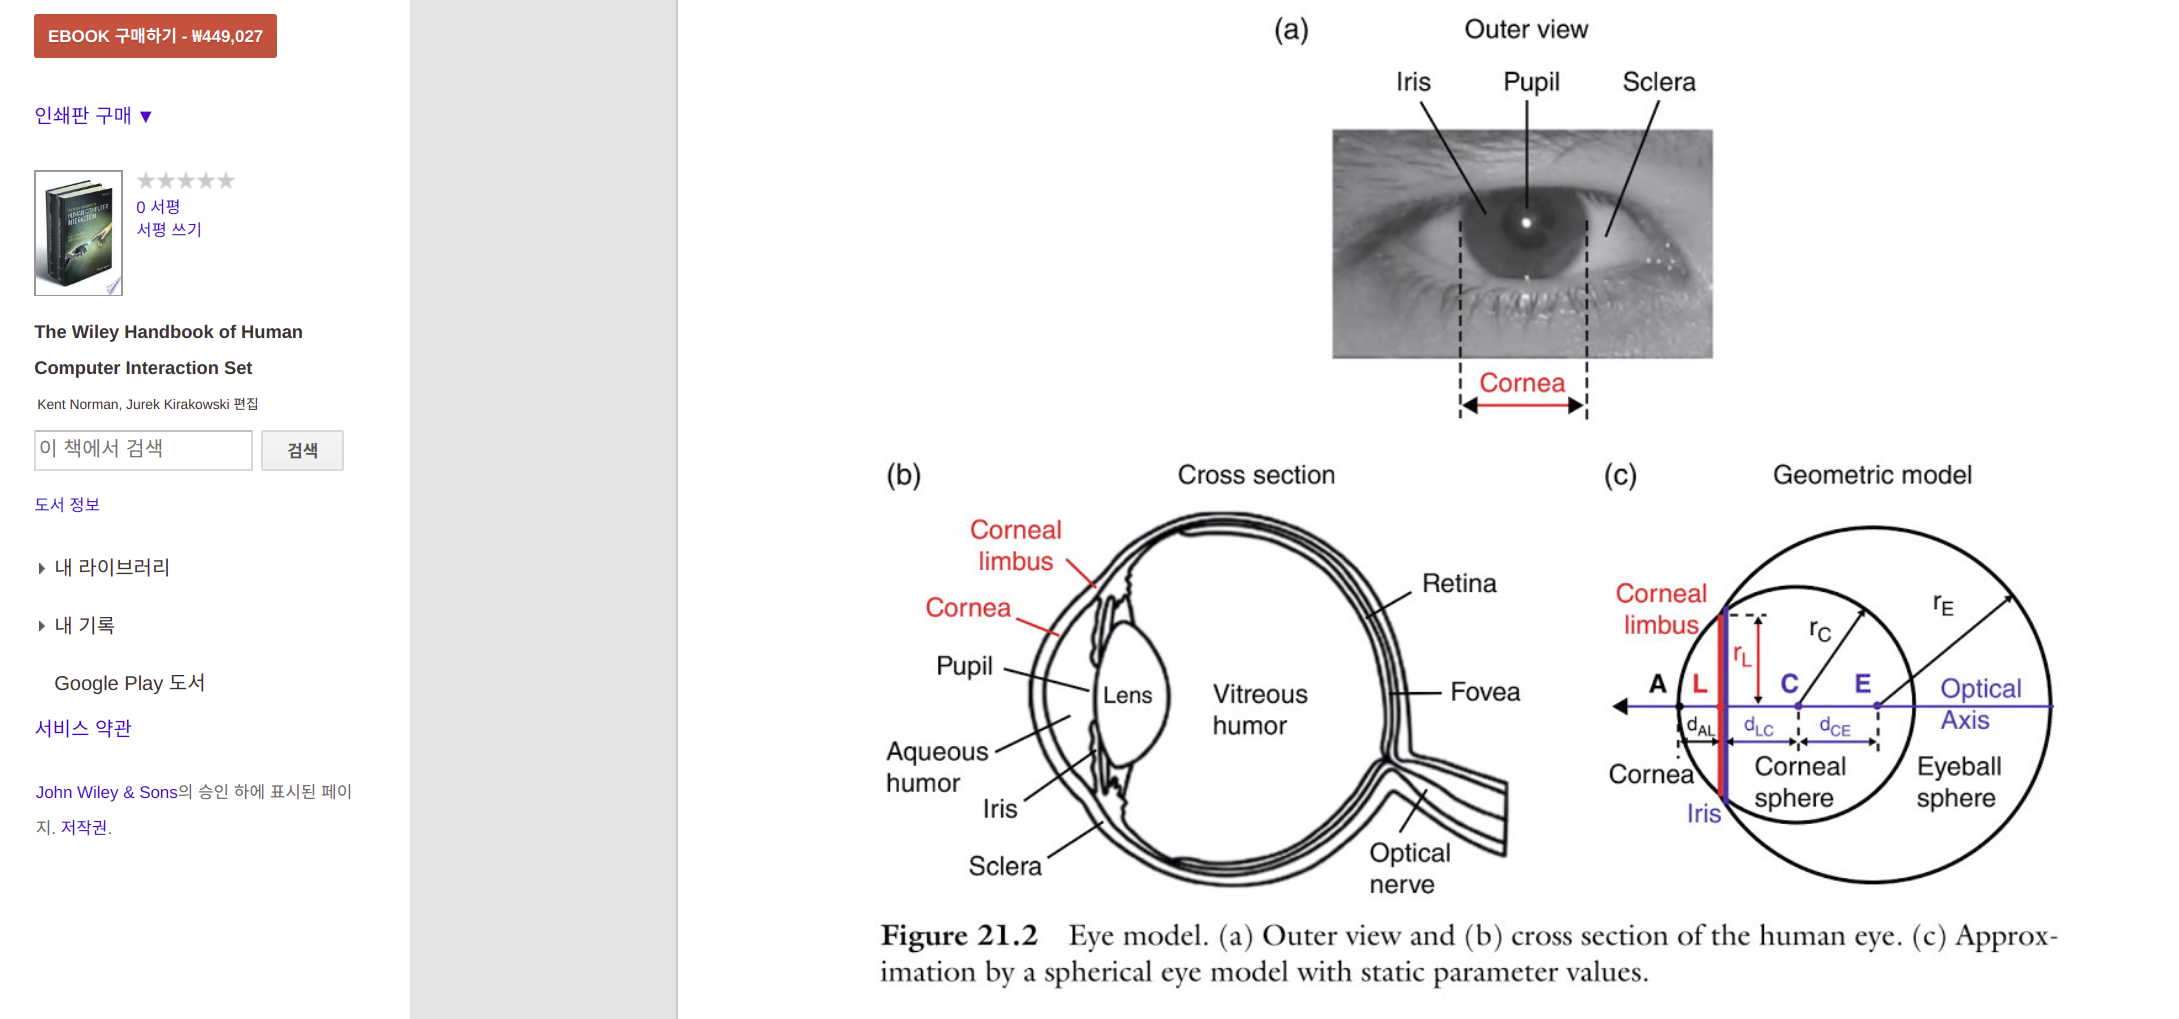 EBOOK 구매하기 - ₩449,027
인쇄판 구매 ▼
0 서평
서평 쓰기
The Wiley Handbook of Human
Computer Interaction Set
Kent Norman, Jurek Kirakowski 편집
이 책에서 검색
검색
도서 정보
내 라이브러리
내 기록
Google Play 도서
서비스 약관
John Wiley & Sons의 승인 하에 표시된 페이
지. 저작권.
(a) Outer view
Iris Pupil Sclera
Cornea
(b) Cross section
Corneal
limbus
Cornea
Pupil
Lens
Aqueous
humor
Iris
Sclera
Vitreous
humor
Retina
Fovea
Optical
nerve
(c) Geometric model
Corneal
limbus
rL
rC
rE
A L C E
Optical
Axis
dAL dLC dCE
Cornea
Corneal
sphere
Eyeball
sphere
Iris
Figure 21.2 Eye model. (a) Outer view and (b) cross section of the human eye. (c) Approx-
imation by a spherical eye model with static parameter values.